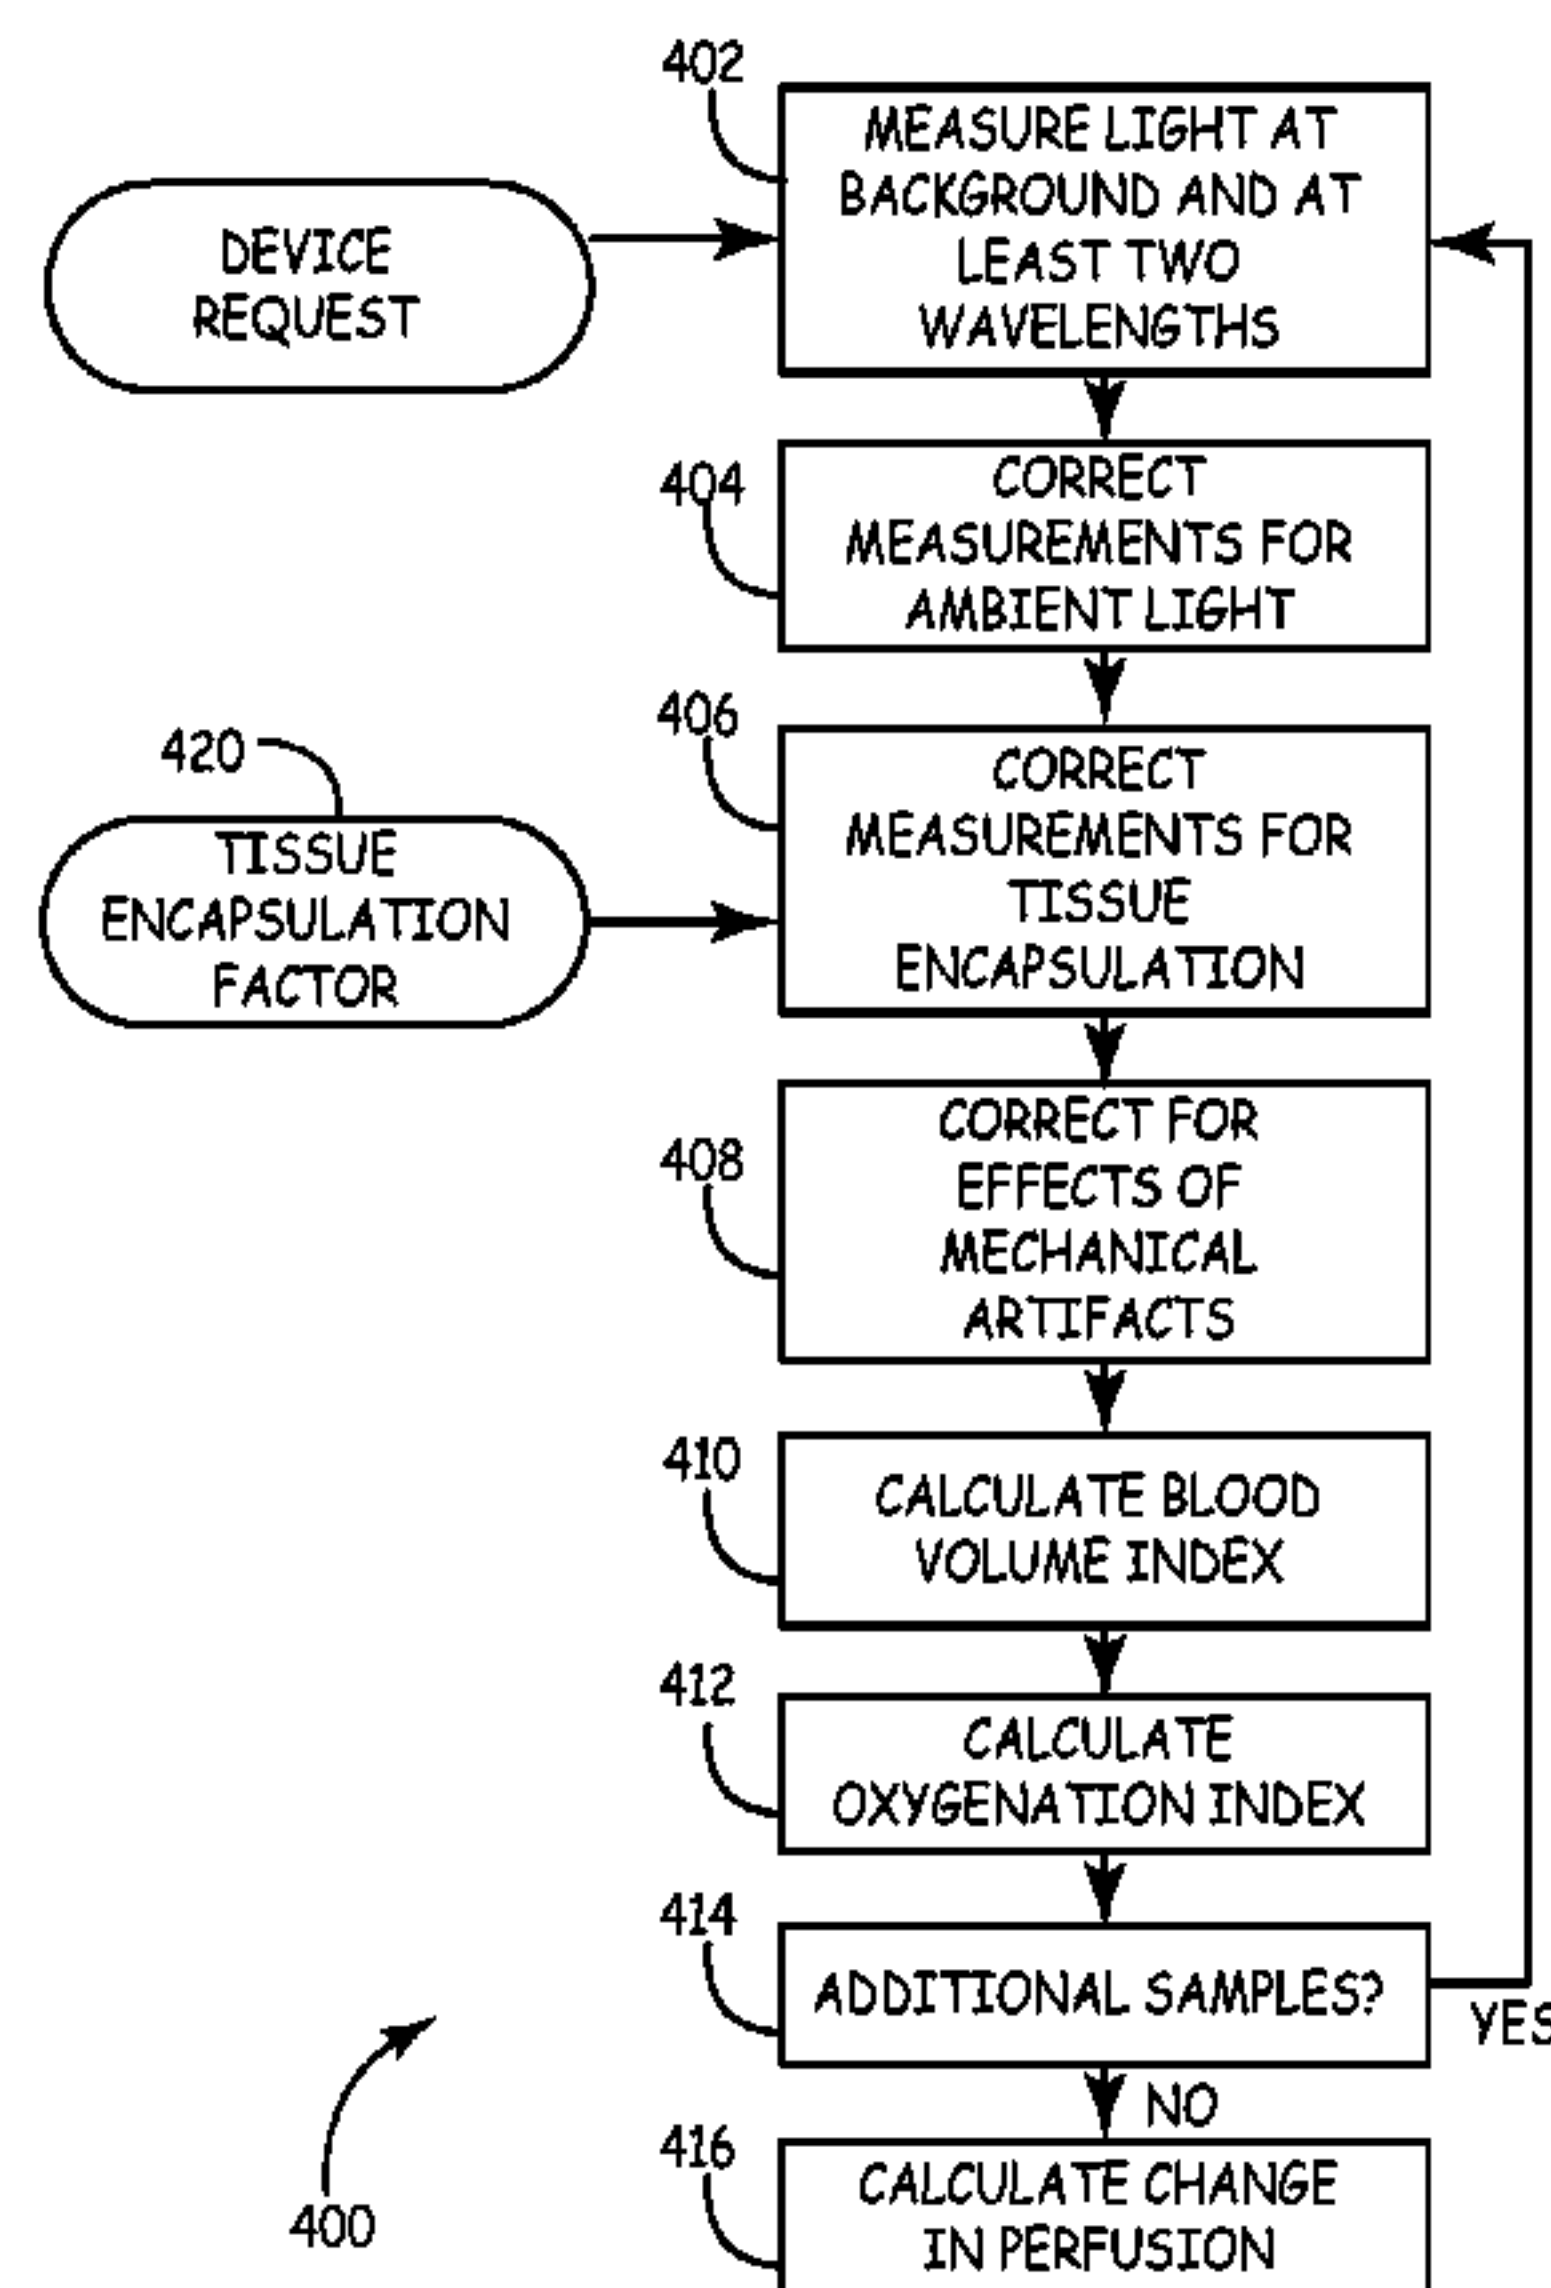 402
MEASURE LIGHT AT
BACKGROUND AND AT
LEAST TWO
WAVELENGTHS
DEVICE
REQUEST
404
CORRECT
MEASUREMENTS FOR
AMBIENT LIGHT
406
CORRECT
MEASUREMENTS FOR
TISSUE
ENCAPSULATION
420
TISSUE
ENCAPSULATION
FACTOR
408
CORRECT FOR
EFFECTS OF
MECHANICAL
ARTIFACTS
410
CALCULATE BLOOD
VOLUME INDEX
412
CALCULATE
OXYGENATION INDEX
414
ADDITIONAL SAMPLES?
YES
NO
416
CALCULATE CHANGE
IN PERFUSION
400